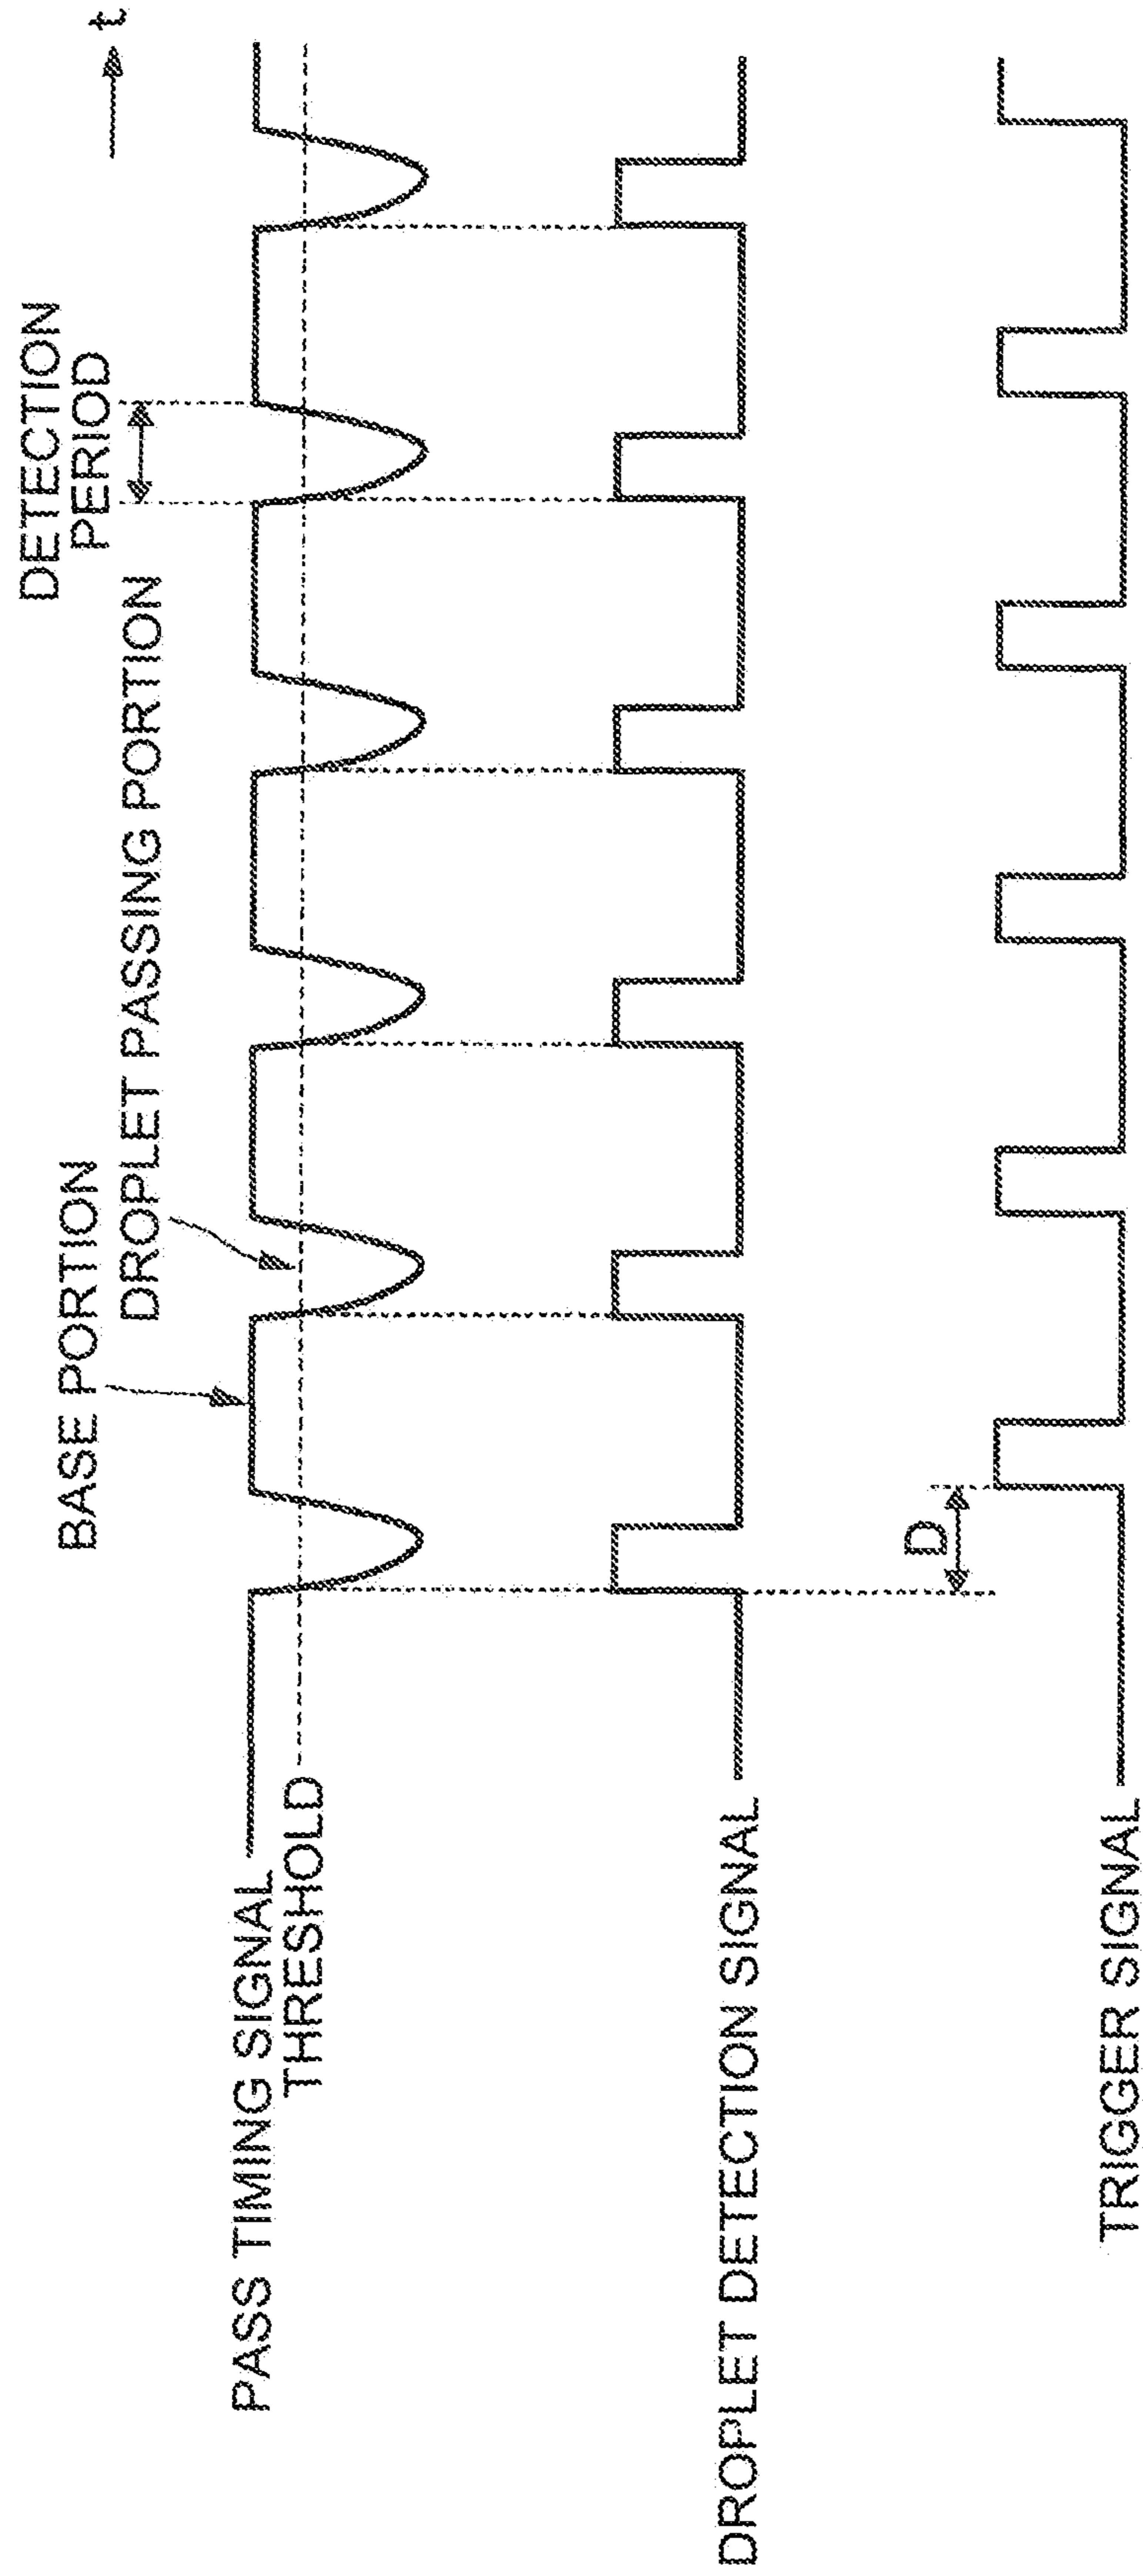 t
DETECTION
PERIOD
BASE PORTION
DROPLET PASSING PORTION
PASS TIMING SIGNAL
THRESHOLD
DROPLET DETECTION SIGNAL
D
TRIGGER SIGNAL